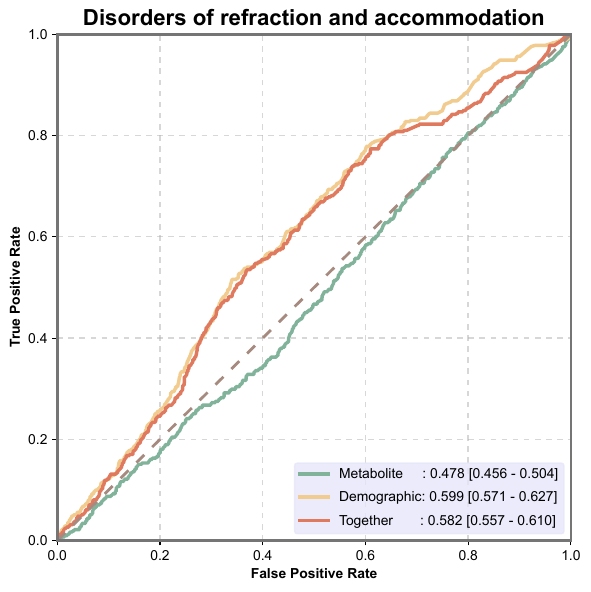 Disorders of refraction and accommodation
1.0
0.8
0.6
0.4
0.2
0.0
True Positive Rate
Metabolite : 0.478 [0.456 - 0.504]
Demographic: 0.599 [0.571 - 0.627]
Together : 0.582 [0.557 - 0.610]
0.0 0.2 0.4 0.6 0.8 1.0
False Positive Rate